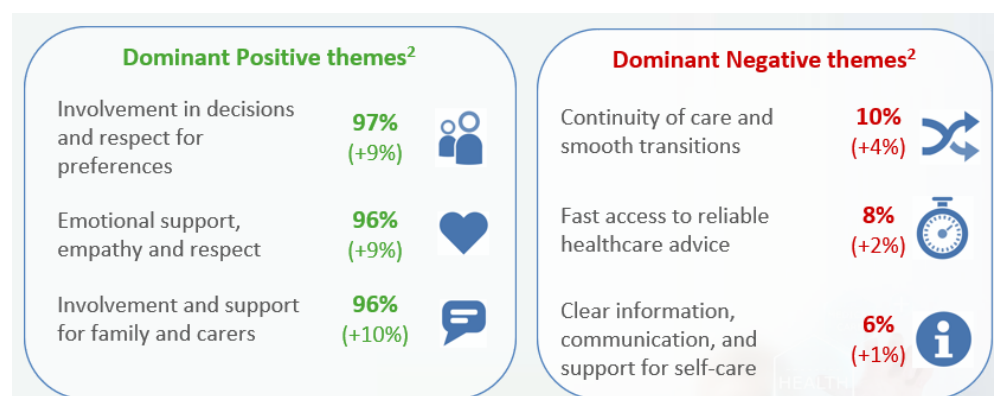 Dominant Positive themes²
Involvement in decisions
and respect for
preferences
97%
(+9%)
Emotional support,
empathy and respect
96%
(+9%)
Involvement and support
for family and carers
96%
(+10%)
Dominant Negative themes²
Continuity of care and
smooth transitions
10%
(+4%)
Fast access to reliable
healthcare advice
8%
(+2%)
Clear information,
communication, and
support for self-care
6%
(+1%)
HEALTH